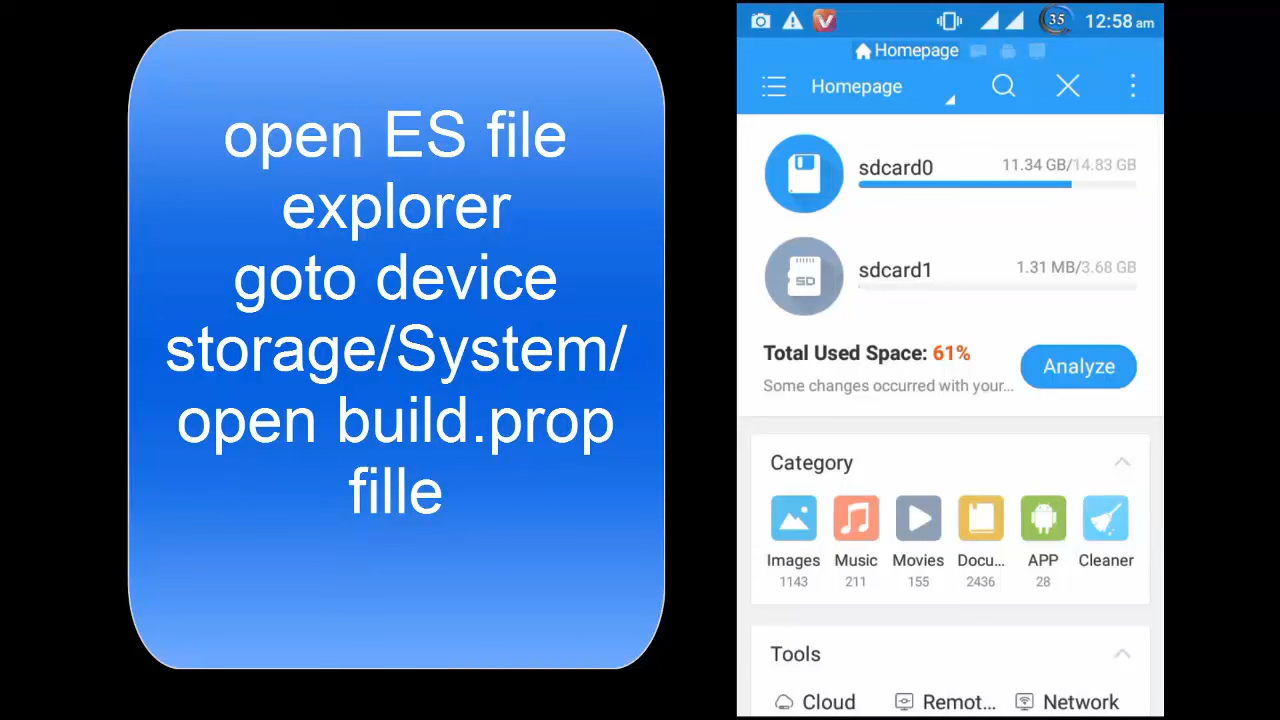 open ES file
explorer
goto device
storage/System/
open build.prop
fille
35 12:58 am
Homepage
Homepage
sdcard0 11.34 GB/14.83 GB
SD sdcard1 1.31 MB/3.68 GB
Total Used Space: 61%
Some changes occurred with your...
Analyze
Category
Images Music Movies Docu... APP Cleaner
1143 211 155 2436 28
Tools
Cloud Remot... Network